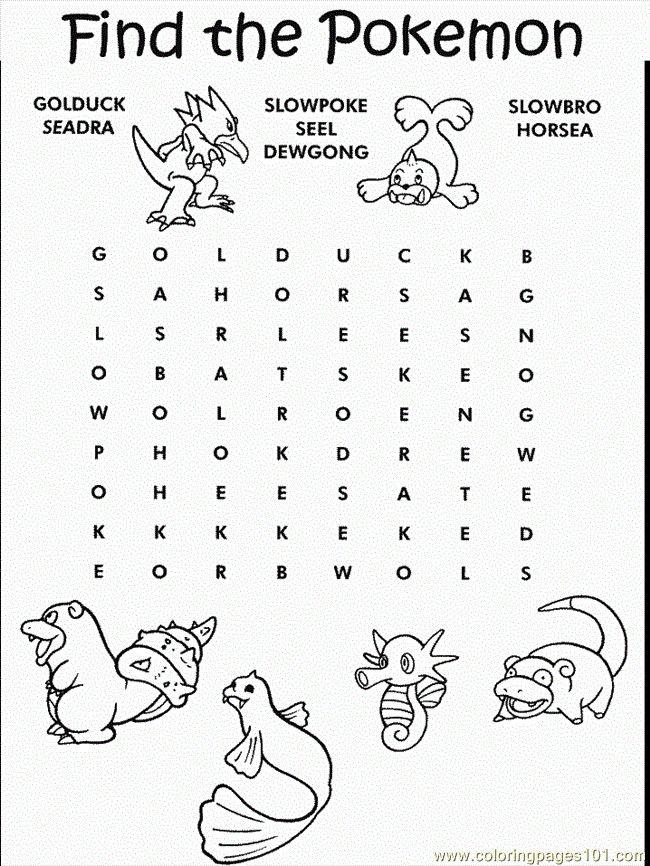 Find the Pokemon
GOLDUCK SLOWPOKE SLOWBRO
SEADRA SEEL HORSEA
DEWGONG
G O L D U C K B
S A H O R S A G
L S R L E E S N
O B A T S K E O
W O L R O E N G
P H O K D R E W
O H E E S A T E
K K K K E K E D
E O R B W O L S
www.coloringpages101.com